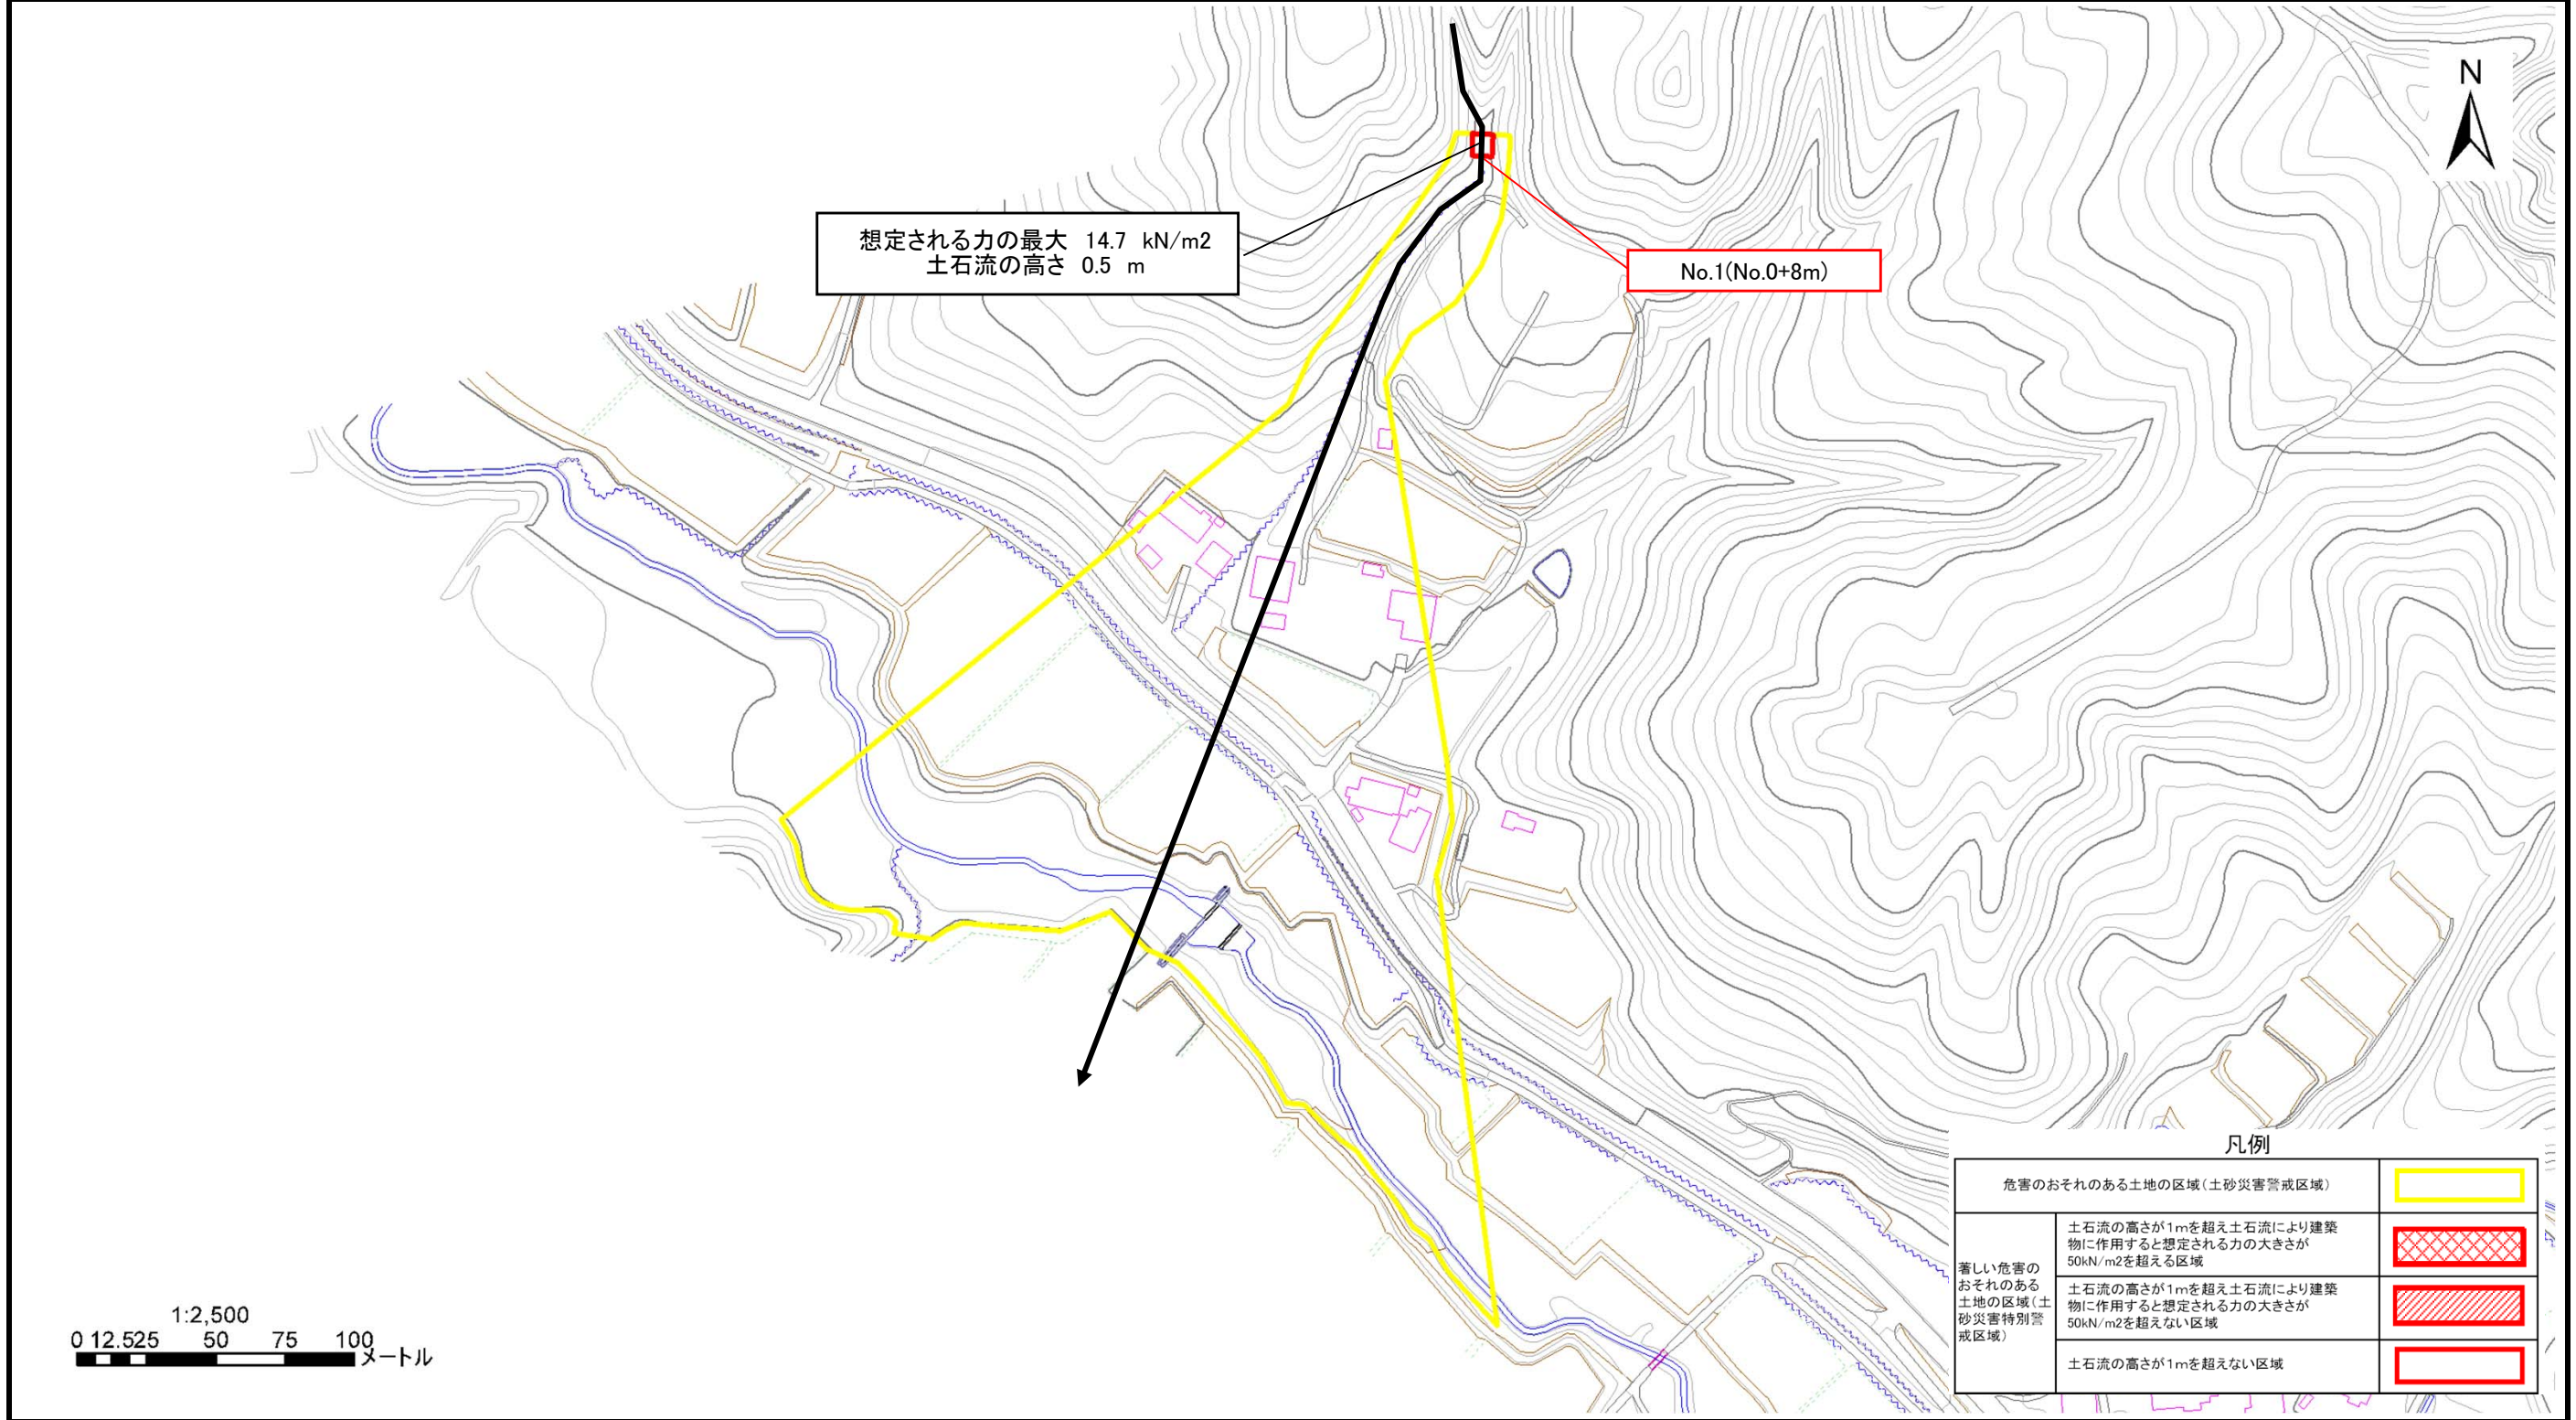 N
想定される力の最大 14.7 kN/m2
土石流の高さ 0.5 m
No.1(No.0+8m)
凡例
危害のおそれのある土地の区域(土砂災害警戒区域)
著しい危害の
おそれのある
土地の区域(土
砂災害特別警
戒区域)
土石流の高さが1mを超え土石流により建築
物に作用すると想定される力の大きさが
50kN/m2を超える区域
土石流の高さが1mを超え土石流により建築
物に作用すると想定される力の大きさが
50kN/m2を超えない区域
土石流の高さが1mを超えない区域
1:2,500
0 12.525 50 75 100
メートル